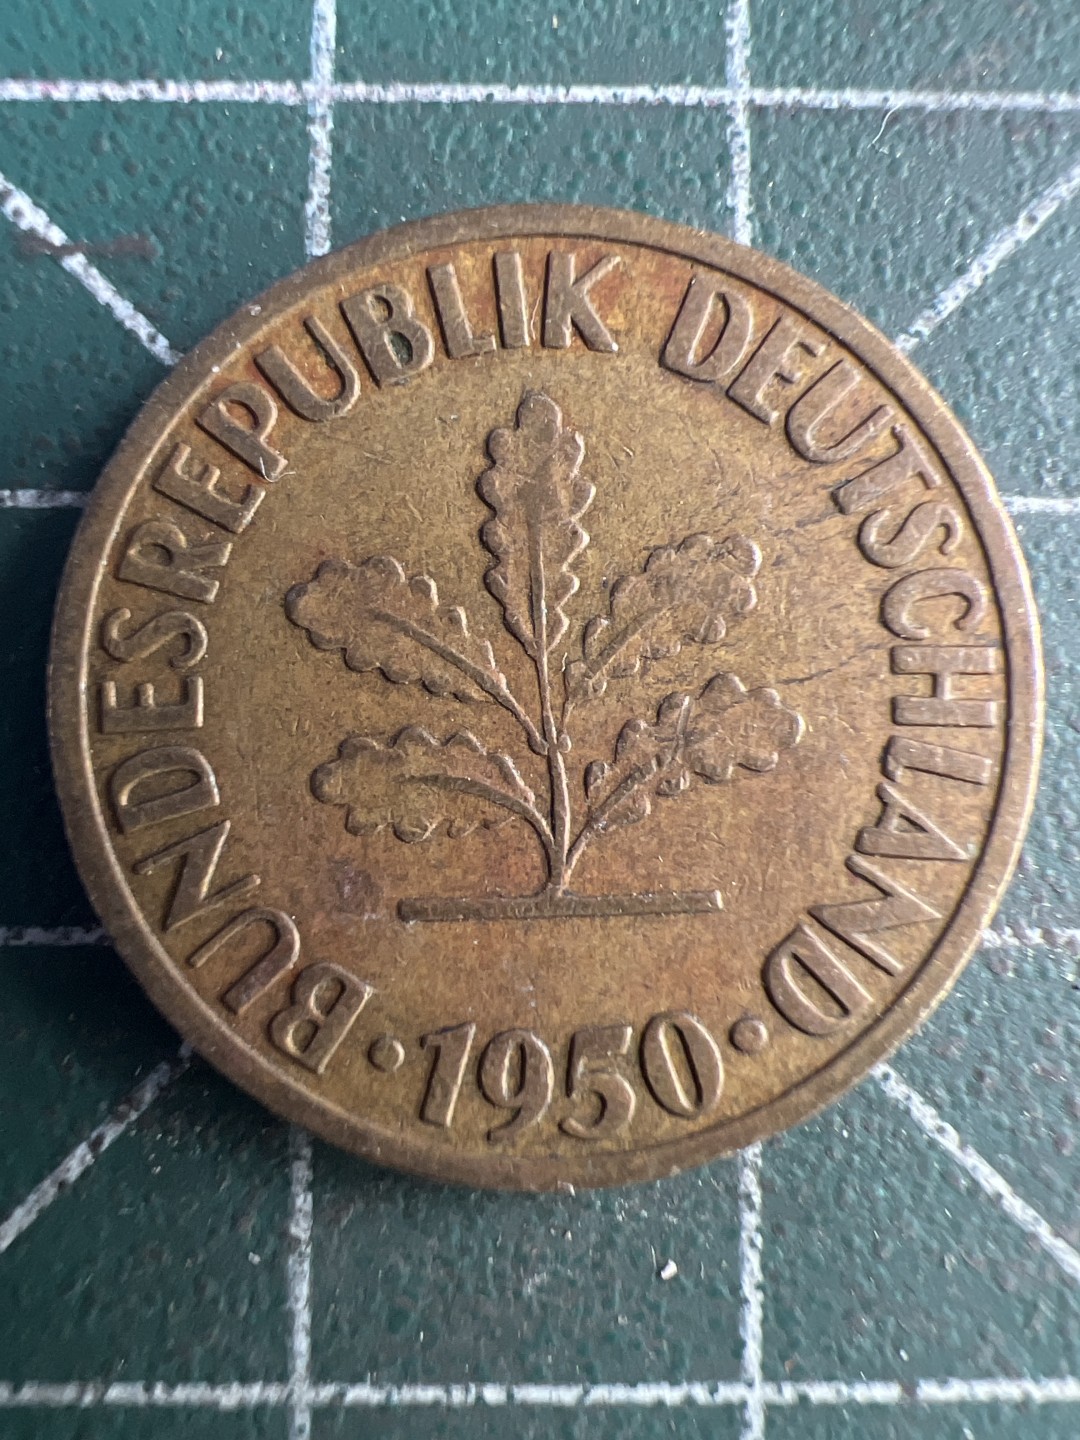 BUNDESREPUBLIK DEUTSCHLAND
· 1950 ·